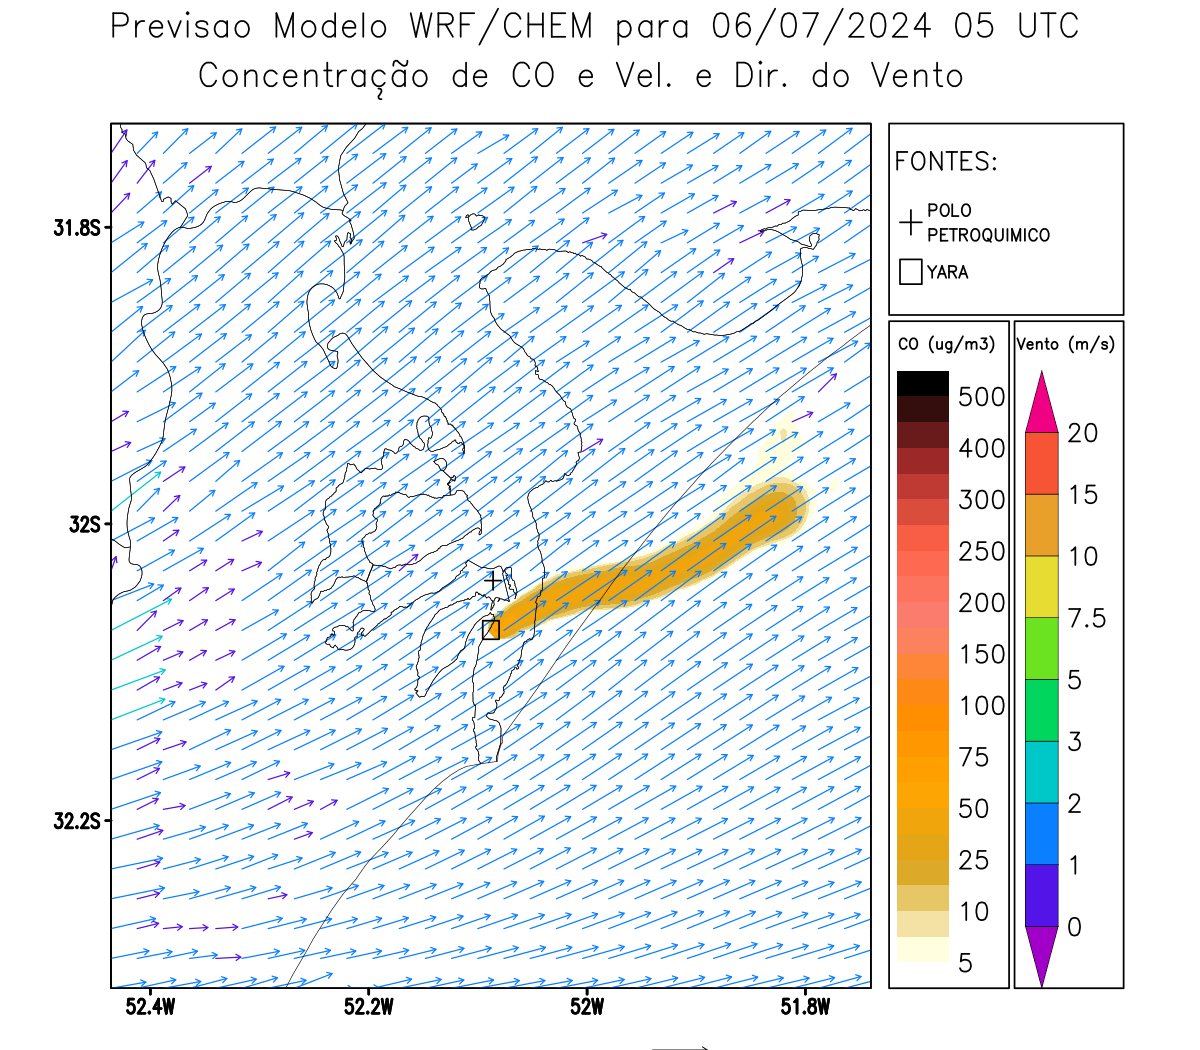 Previsao Modelo WRF/CHEM para 06/07/2024 05 UTC
Concentração de CO e Vel. e Dir. do Vento
FONTES:
POLO
PETROQUIMICO
YARA
CO (ug/m3)
500
400
300
250
200
150
100
75
50
25
10
5
Vento (m/s)
20
15
10
7.5
5
3
2
1
0
31.8S
32S
32.2S
52.4W
52.2W
52W
51.8W